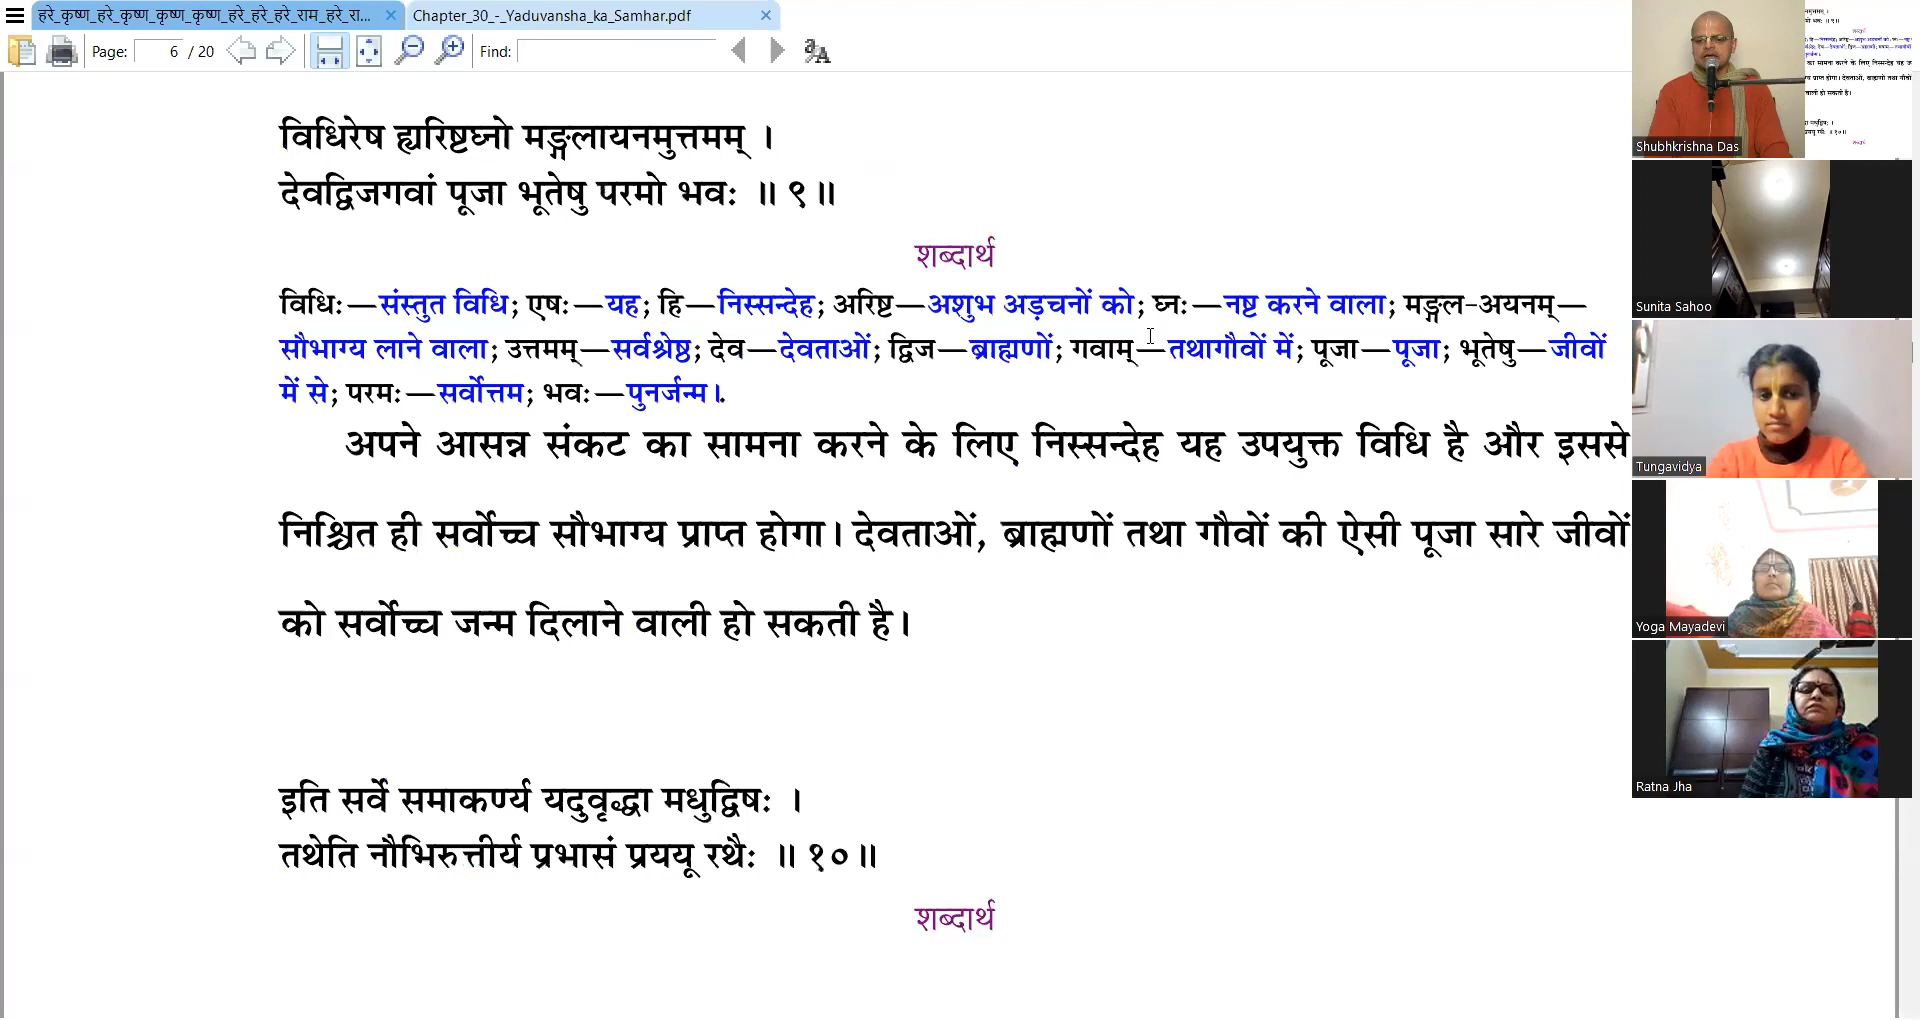 हरे_कृष्ण_हरे_कृष्ण_कृष्ण_कृष्ण_हरे_हरे_हरे_राम_हरे_रा...
Chapter_30_-_Yaduvansha_ka_Samhar.pdf
Page: 6 / 20 Find:
विधिरेष ह्यरिष्टघ्नो मङ्गलायनमुत्तमम् ।
देवद्विजगवां पूजा भूतेषु परमो भवः ॥ ९॥
शब्दार्थ
विधिः—संस्तुत विधि; एषः—यह; हि—निस्सन्देह; अरिष्ट—अशुभ अड़चनों को; घ्नः—नष्ट करने वाला; मङ्गल-अयनम्—
सौभाग्य लाने वाला; उत्तमम्—सर्वश्रेष्ठ; देव—देवताओं; द्विज—ब्राह्मणों; गवाम्—तथागौवों में; पूजा—पूजा; भूतेषु—जीवों
में से; परमः—सर्वोत्तम; भवः—पुनर्जन्म।.
अपने आसन्न संकट का सामना करने के लिए निस्सन्देह यह उपयुक्त विधि है और इससे
निश्चित ही सर्वोच्च सौभाग्य प्राप्त होगा। देवताओं, ब्राह्मणों तथा गौवों की ऐसी पूजा सारे जीवों
को सर्वोच्च जन्म दिलाने वाली हो सकती है।
इति सर्वे समाकर्ण्य यदुवृद्धा मधुद्विषः ।
तथेति नौभिरुत्तीर्य प्रभासं प्रययू रथैः ॥ १०॥
शब्दार्थ
Shubhkrishna Das
Sunita Sahoo
Tungavidya
Yoga Mayadevi
Ratna Jha